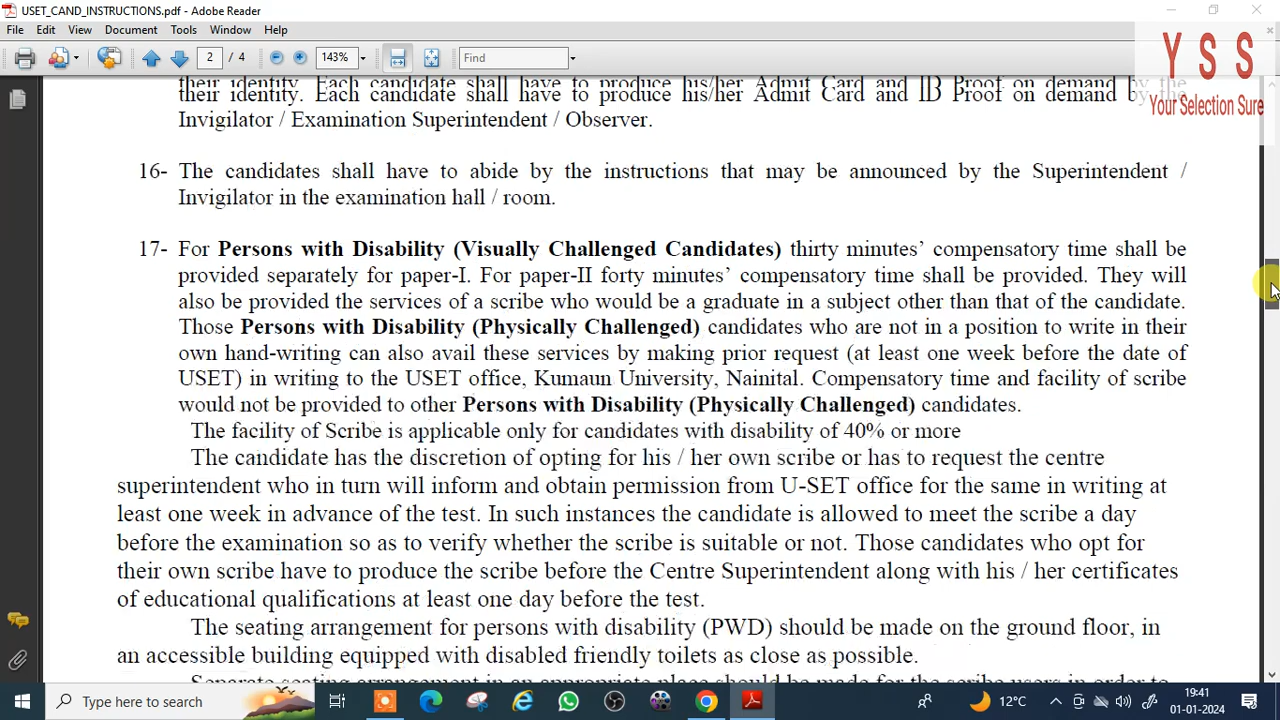 USET_CAND_INSTRUCTIONS.pdf - Adobe Reader
File Edit View Document Tools Window Help
2 / 4 143% Find
Y S S
Your Selection Sure
their identity. Each candidate shall have to produce his/her Admit Card and ID Proof on demand by the
Invigilator / Examination Superintendent / Observer.
16- The candidates shall have to abide by the instructions that may be announced by the Superintendent /
Invigilator in the examination hall / room.
17- For Persons with Disability (Visually Challenged Candidates) thirty minutes’ compensatory time shall be
provided separately for paper-I. For paper-II forty minutes’ compensatory time shall be provided. They will
also be provided the services of a scribe who would be a graduate in a subject other than that of the candidate.
Those Persons with Disability (Physically Challenged) candidates who are not in a position to write in their
own hand-writing can also avail these services by making prior request (at least one week before the date of
USET) in writing to the USET office, Kumaun University, Nainital. Compensatory time and facility of scribe
would not be provided to other Persons with Disability (Physically Challenged) candidates.
The facility of Scribe is applicable only for candidates with disability of 40% or more
The candidate has the discretion of opting for his / her own scribe or has to request the centre
superintendent who in turn will inform and obtain permission from U-SET office for the same in writing at
least one week in advance of the test. In such instances the candidate is allowed to meet the scribe a day
before the examination so as to verify whether the scribe is suitable or not. Those candidates who opt for
their own scribe have to produce the scribe before the Centre Superintendent along with his / her certificates
of educational qualifications at least one day before the test.
The seating arrangement for persons with disability (PWD) should be made on the ground floor, in
an accessible building equipped with disabled friendly toilets as close as possible.
Separate seating arrangement in an appropriate place should be made for the scribe users in order to
Type here to search
12°C
19:41
01-01-2024